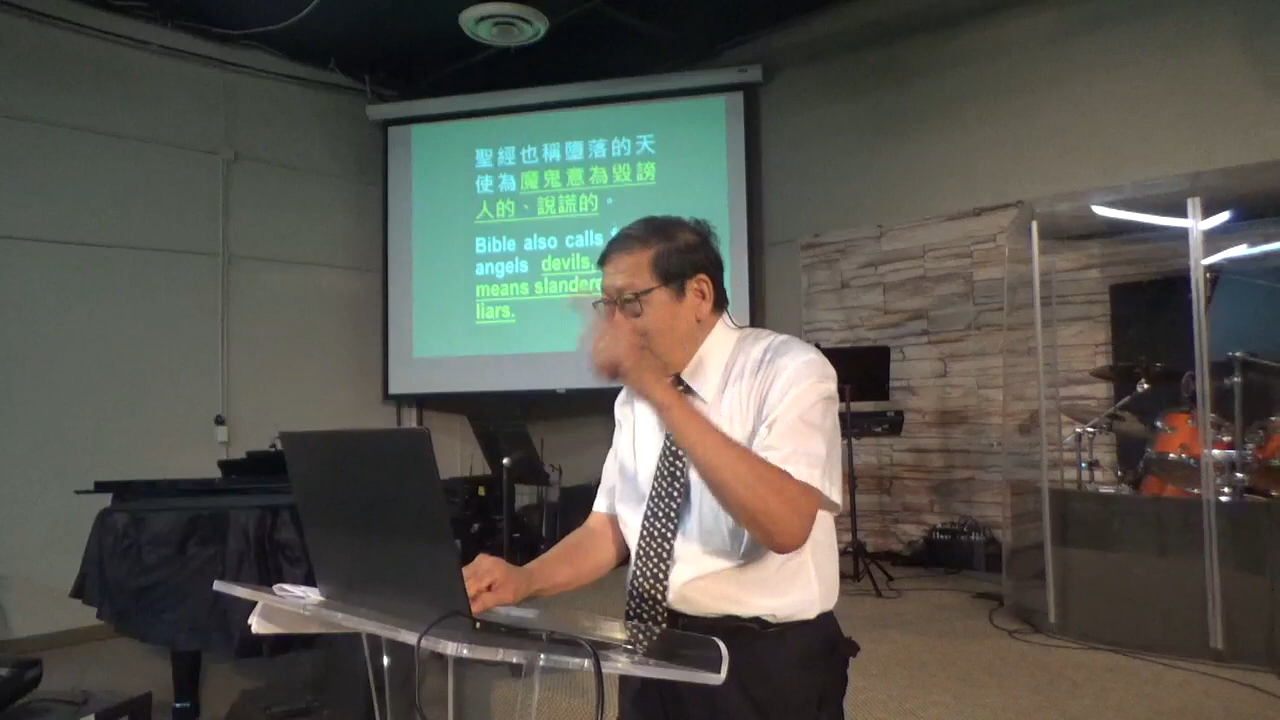 聖經也稱墮落的天
使為魔鬼意為毀謗
人的、說謊的。
Bible also calls
angels devils,
means slandere
liars.